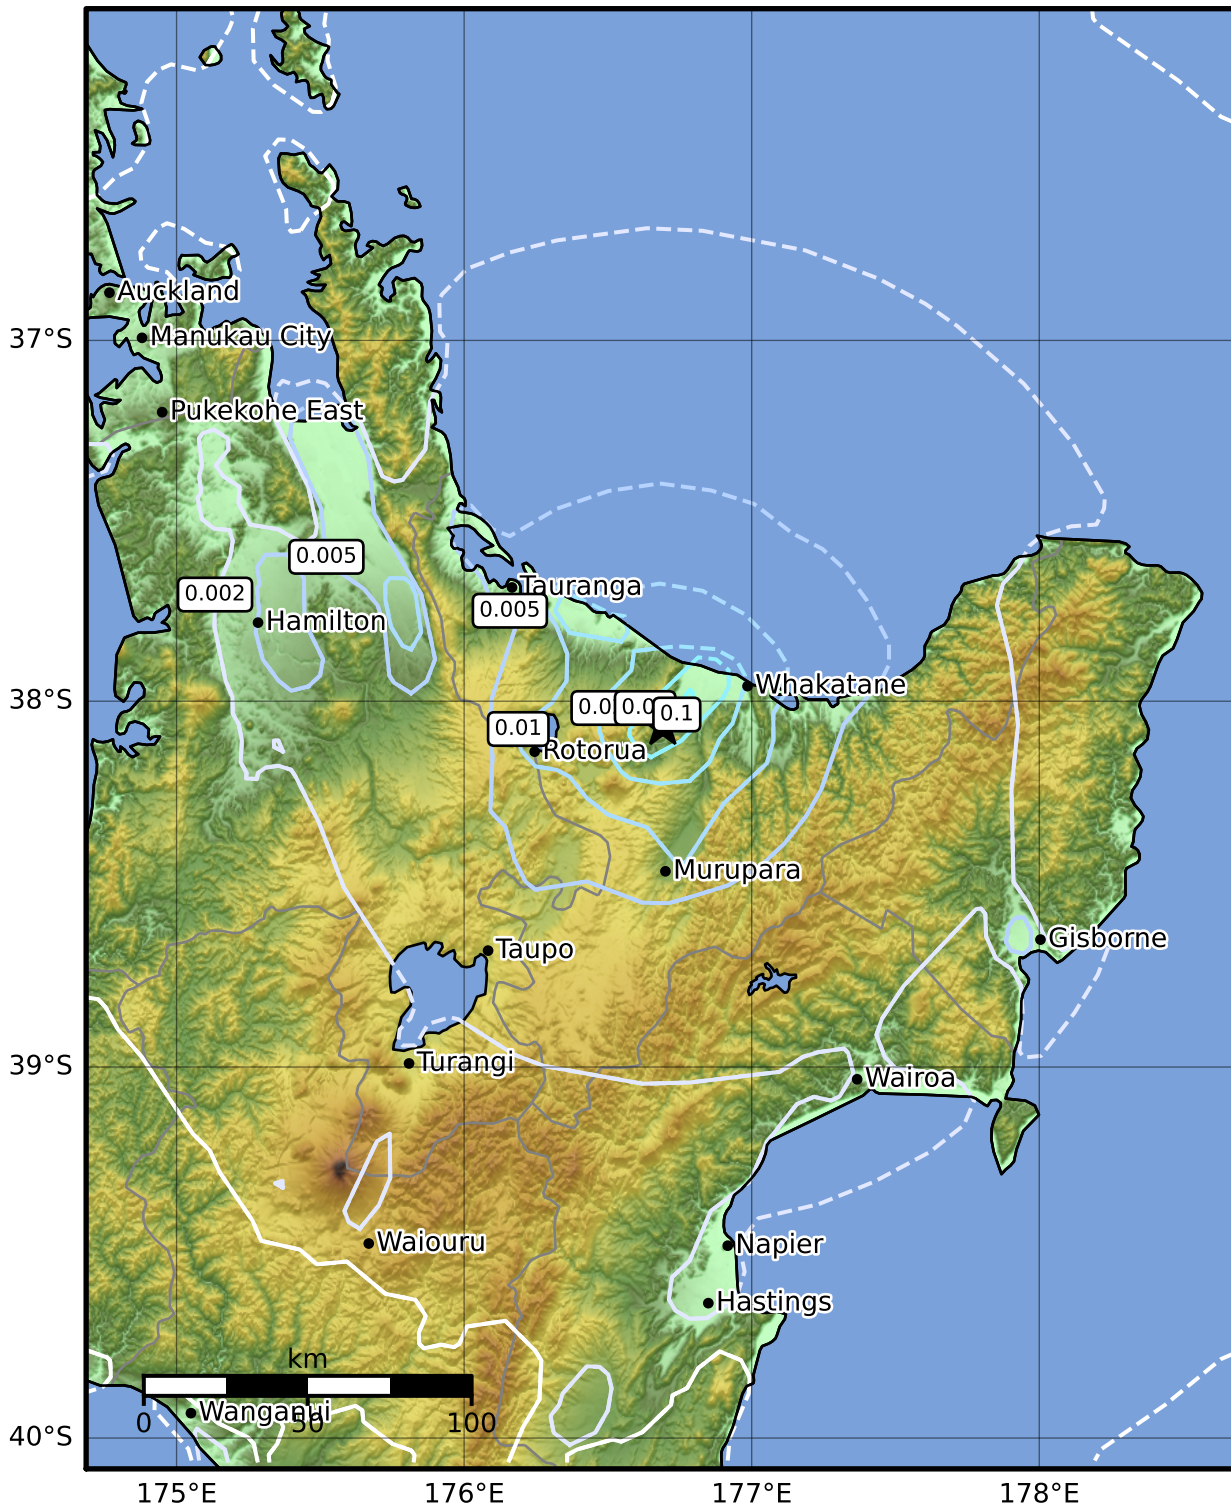 Auckland
Manukau City
37°S
Pukekohe East
0.005
0.002
Tauranga
0.005
Hamilton
Whakatane
38°S
0.1
0.01
Rotorua
Murupara
Gisborne
Taupo
39°S
Turangi
Wairoa
Waiouru
Napier
Hastings
km
0 50 100
Wanganui
40°S
175°E 176°E 177°E 178°E